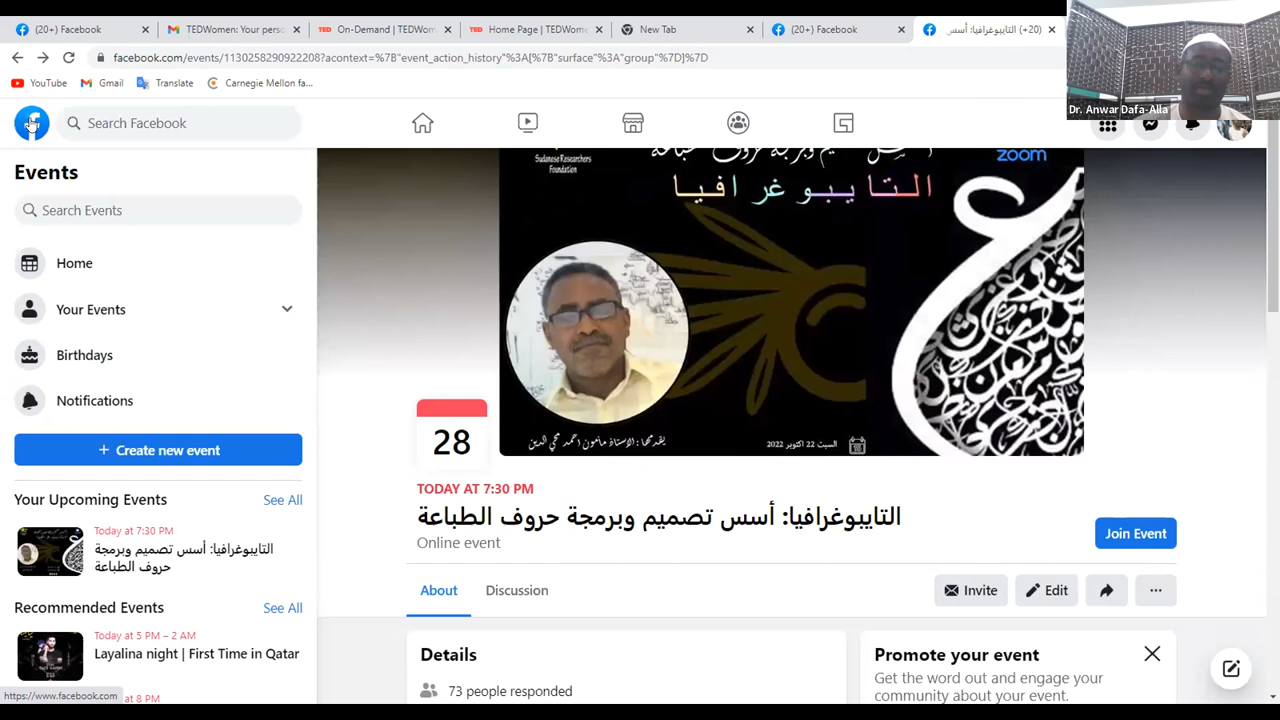 (20+) Facebook
TEDWomen: Your perso
On-Demand | TEDWom
Home Page | TEDWome
New Tab
(20+) Facebook
(20+) التايبوغرافيا: أسس
facebook.com/events/1130258290922208?acontext=%7B"event_action_history"%3A[%7B"surface"%3A"group"%7D]%7D
YouTube
Gmail
Translate
Carnegie Mellon fa...
Dr. Anwar Dafa-Alla
Search Facebook
Events
Search Events
Home
Your Events
Birthdays
Notifications
+ Create new event
Your Upcoming Events
See All
Today at 7:30 PM
التايبوغرافيا: أسس تصميم وبرمجة
حروف الطباعة
Recommended Events
See All
Today at 5 PM – 2 AM
Layalina night | First Time in Qatar
at 8 PM
https://www.facebook.com
Sudanese Researchers
Foundation
zoom
التايبوغرافيا
يقدمها: الاستاذ مأمون احمد محي الدين
السبت 22 اكتوبر 2022
28
TODAY AT 7:30 PM
التايبوغرافيا: أسس تصميم وبرمجة حروف الطباعة
Online event
Join Event
About
Discussion
Invite
Edit
Details
73 people responded
Promote your event
Get the word out and engage your
community about your event.